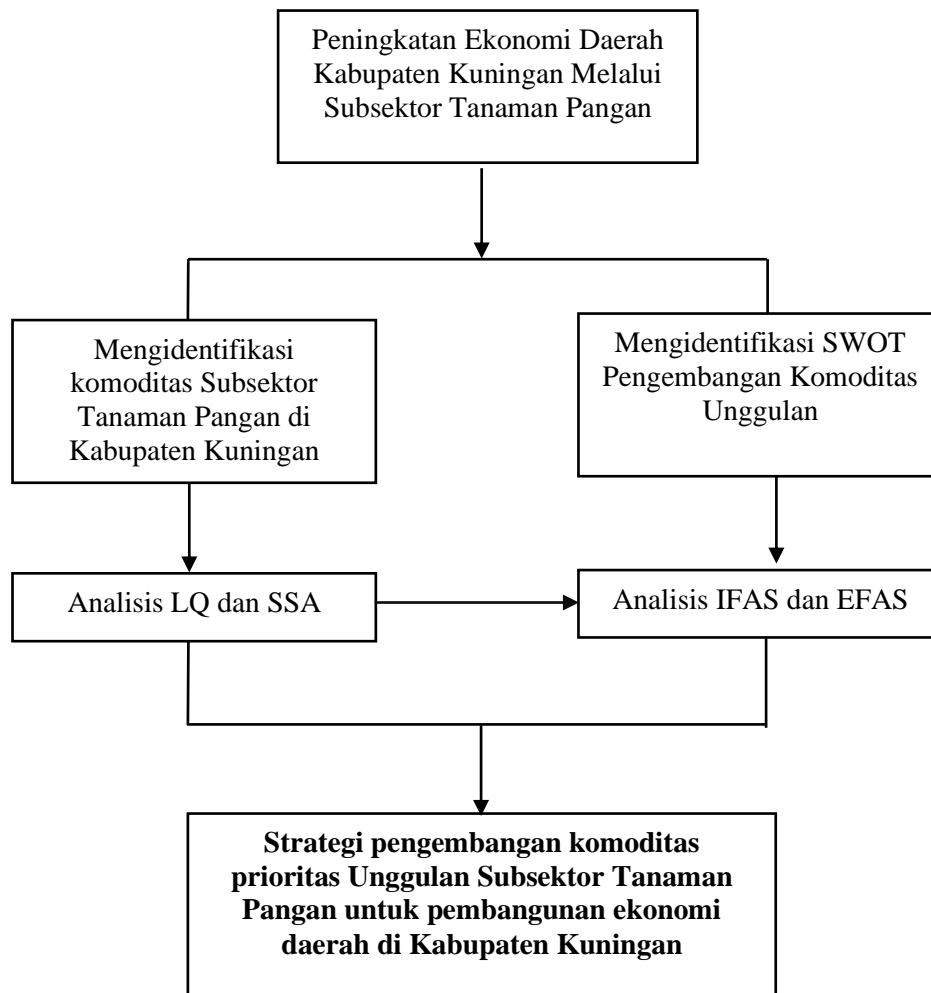 Peningkatan Ekonomi Daerah
Kabupaten Kuningan Melalui
Subsektor Tanaman Pangan
Mengidentifikasi
komoditas Subsektor
Tanaman Pangan di
Kabupaten Kuningan
Mengidentifikasi SWOT
Pengembangan Komoditas
Unggulan
Analisis LQ dan SSA
Analisis IFAS dan EFAS
Strategi pengembangan komoditas
prioritas Unggulan Subsektor Tanaman
Pangan untuk pembangunan ekonomi
daerah di Kabupaten Kuningan